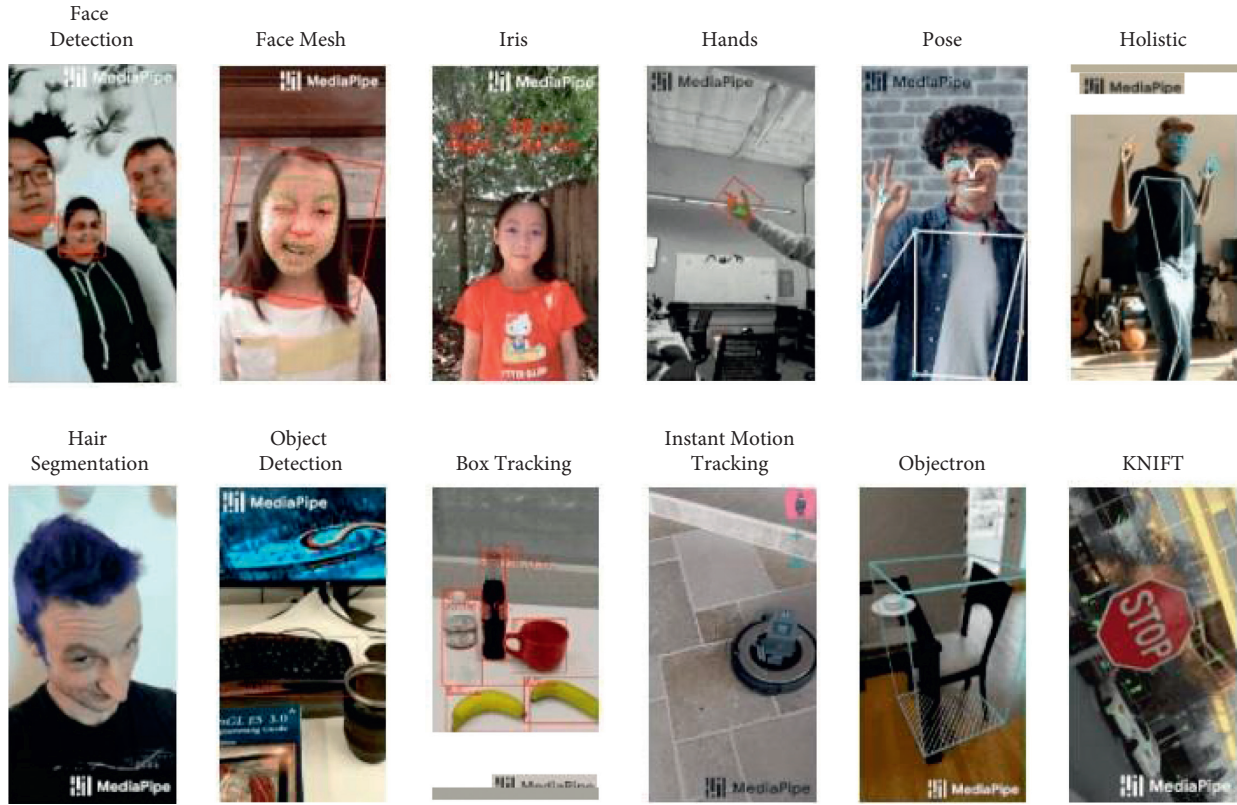 Face
Detection
Face Mesh
Iris
Hands
Pose
Holistic
MediaPipe
MediaPipe
MediaPipe
MediaPipe
MediaPipe
MediaPipe
Hair
Segmentation
Object
Detection
Box Tracking
Instant Motion
Tracking
Objectron
KNIFT
MediaPipe
MediaPipe
MediaPipe
MediaPipe
MediaPipe
MediaPipe
STOP